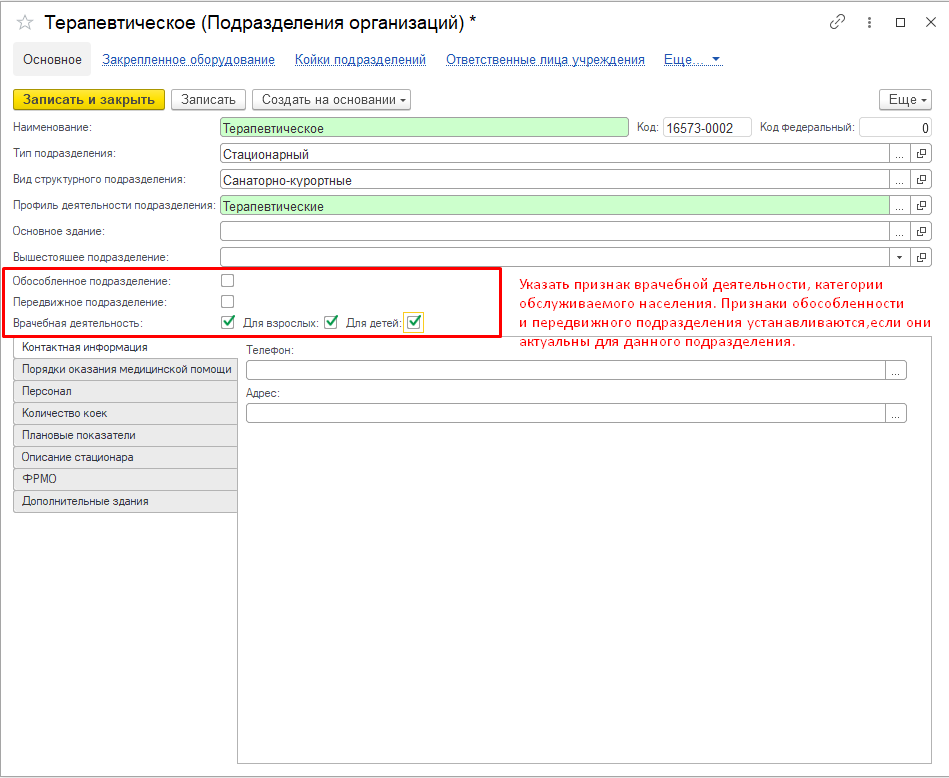 Терапевтическое (Подразделения организаций) *
Основное Закрепленное оборудование Койки подразделений Ответственные лица учреждения Еще...
Записать и закрыть Записать Создать на основании Еще
Наименование: Терапевтическое Код: 16573-0002 Код федеральный: 0
Тип подразделения: Стационарный ...
Вид структурного подразделения: Санаторно-курортные ...
Профиль деятельности подразделения: Терапевтические ...
Основное здание: ...
Вышестоящее подразделение:
Обособленное подразделение:
Передвижное подразделение:
Врачебная деятельность: Для взрослых: Для детей:
Указать признак врачебной деятельности, категории
обслуживаемого населения. Признаки обособленности
и передвижного подразделения устанавливаются,если они
актуальны для данного подразделения.
Контактная информация
Порядки оказания медицинской помощи
Персонал
Количество коек
Плановые показатели
Описание стационара
ФРМО
Дополнительные здания
Телефон:
...
Адрес:
...